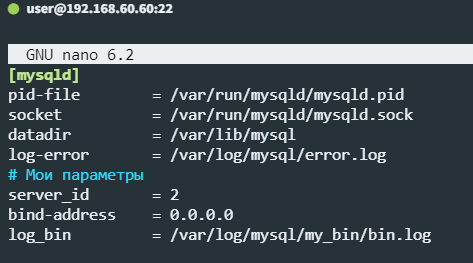 user@192.168.60.60:22
GNU nano 6.2
[mysqld]
pid-file = /var/run/mysqld/mysqld.pid
socket = /var/run/mysqld/mysqld.sock
datadir = /var/lib/mysql
log-error = /var/log/mysql/error.log
# Мои параметры
server_id = 2
bind-address = 0.0.0.0
log_bin = /var/log/mysql/my_bin/bin.log